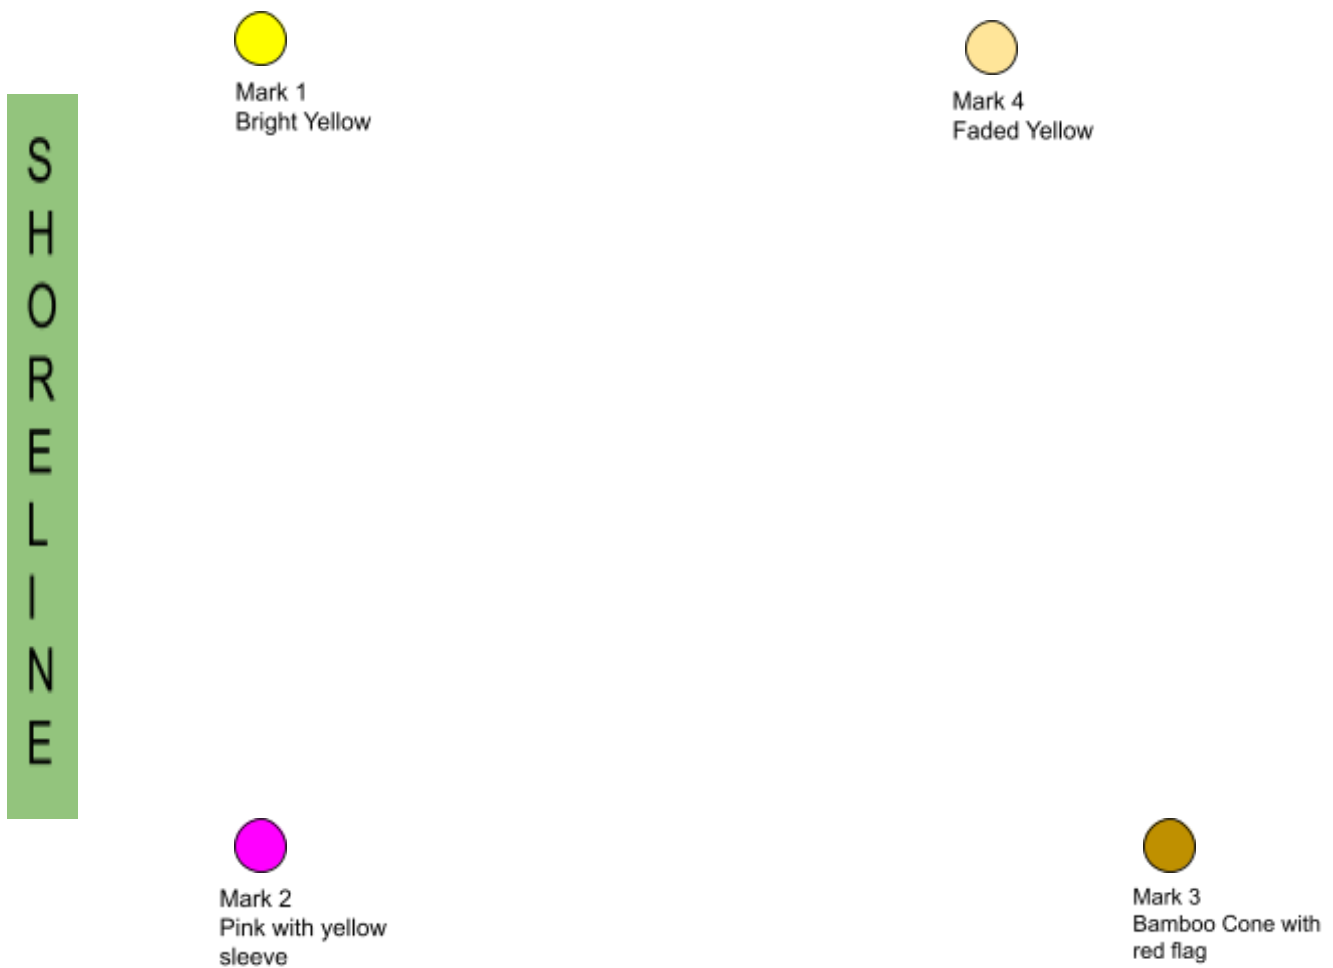 Mark 1
Bright Yellow
Mark 4
Faded Yellow
S
H
O
R
E
L
I
N
E
Mark 2
Pink with yellow
sleeve
Mark 3
Bamboo Cone with
red flag